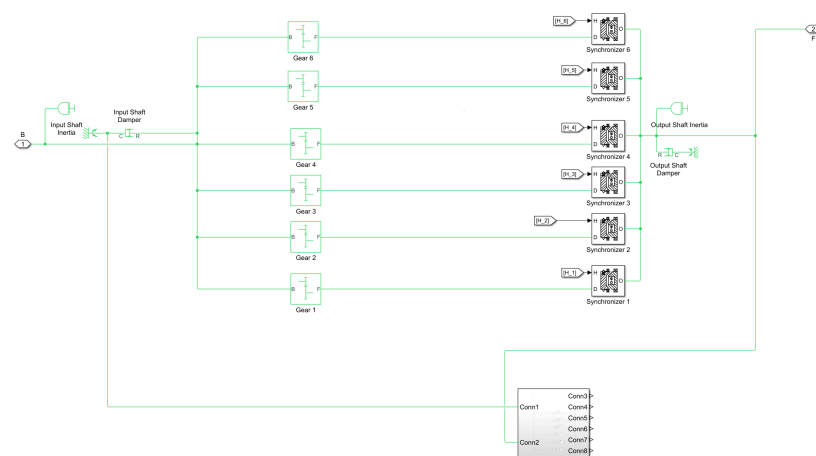 [H_6]
H
O
D
B
F
Synchronizer 6
Gear 6
[H_5]
H
O
D
B
F
Synchronizer 5
Gear 5
Input Shaft
Damper
Input Shaft
Inertia
B
1
C
R
Output Shaft Inertia
R
C
Output Shaft
Damper
2
F
[H_4]
H
O
D
B
F
Synchronizer 4
Gear 4
[H_3]
H
O
D
B
F
Synchronizer 3
Gear 3
[H_2]
H
O
D
B
F
Synchronizer 2
Gear 2
[H_1]
H
O
D
B
F
Synchronizer 1
Gear 1
Conn1
Conn2
Conn3
Conn4
Conn5
Conn6
Conn7
Conn8